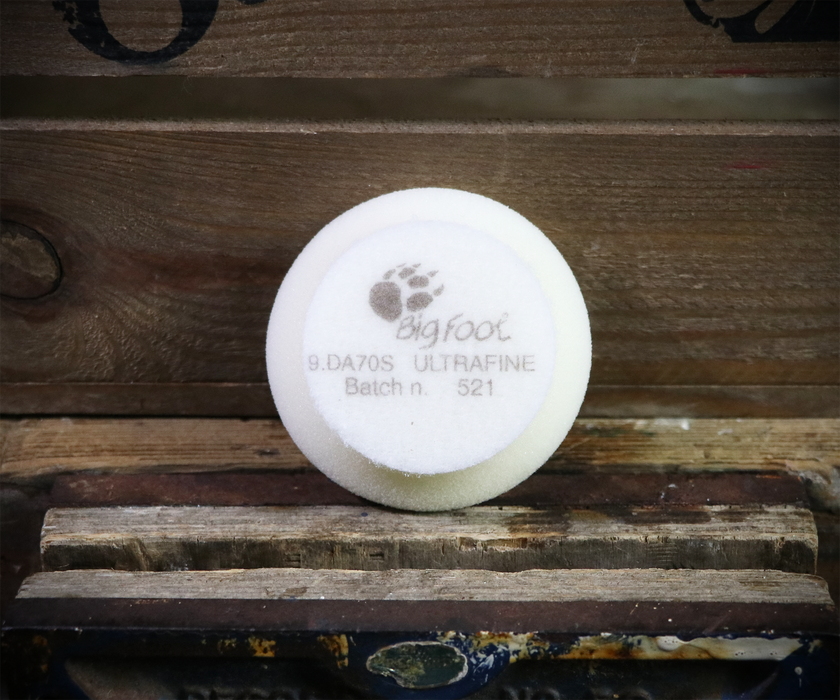 Bigfoot
9.DA70S ULTRAFINE
Batch n. 521